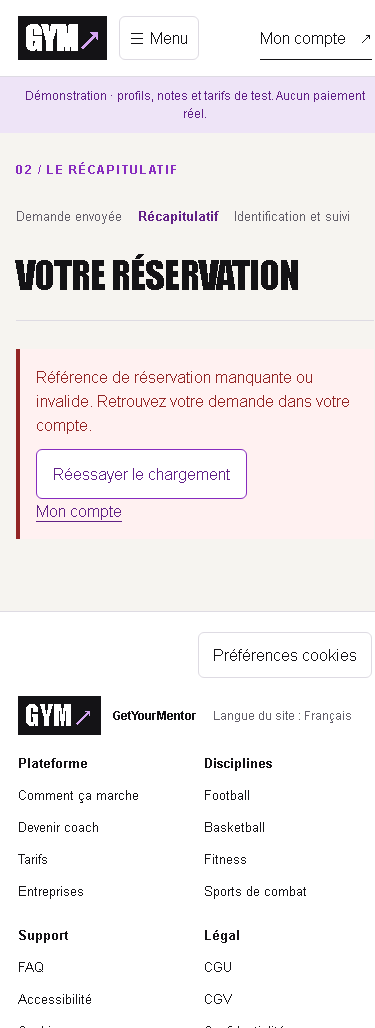 GYM↗
☰ Menu
Mon compte ↗
Démonstration · profils, notes et tarifs de test. Aucun paiement
réel.
02 / LE RÉCAPITULATIF
Demande envoyée Récapitulatif Identification et suivi
VOTRE RÉSERVATION
Référence de réservation manquante ou
invalide. Retrouvez votre demande dans votre
compte.
Réessayer le chargement
Mon compte
Préférences cookies
GYM↗ GetYourMentor Langue du site : Français
Plateforme
Comment ça marche
Devenir coach
Tarifs
Entreprises
Disciplines
Football
Basketball
Fitness
Sports de combat
Support
FAQ
Accessibilité
Légal
CGU
CGV